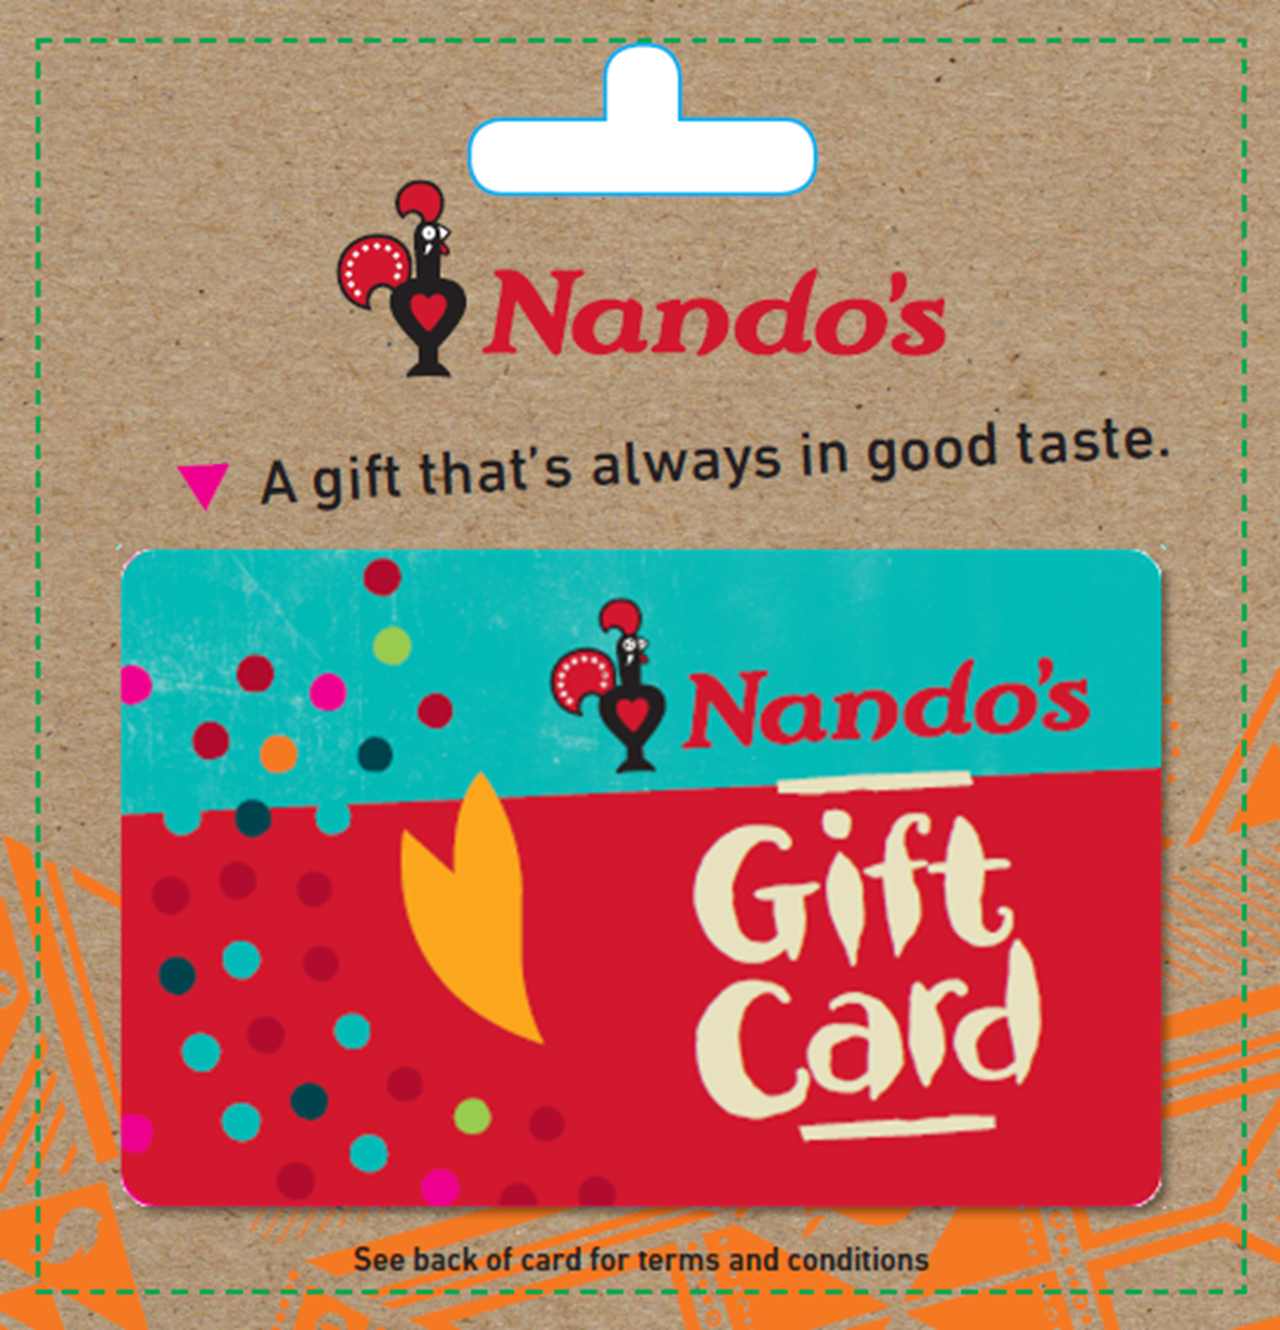 Nando's
A gift that's always in good taste.
Nando's
Gift
Card
See back of card for terms and conditions